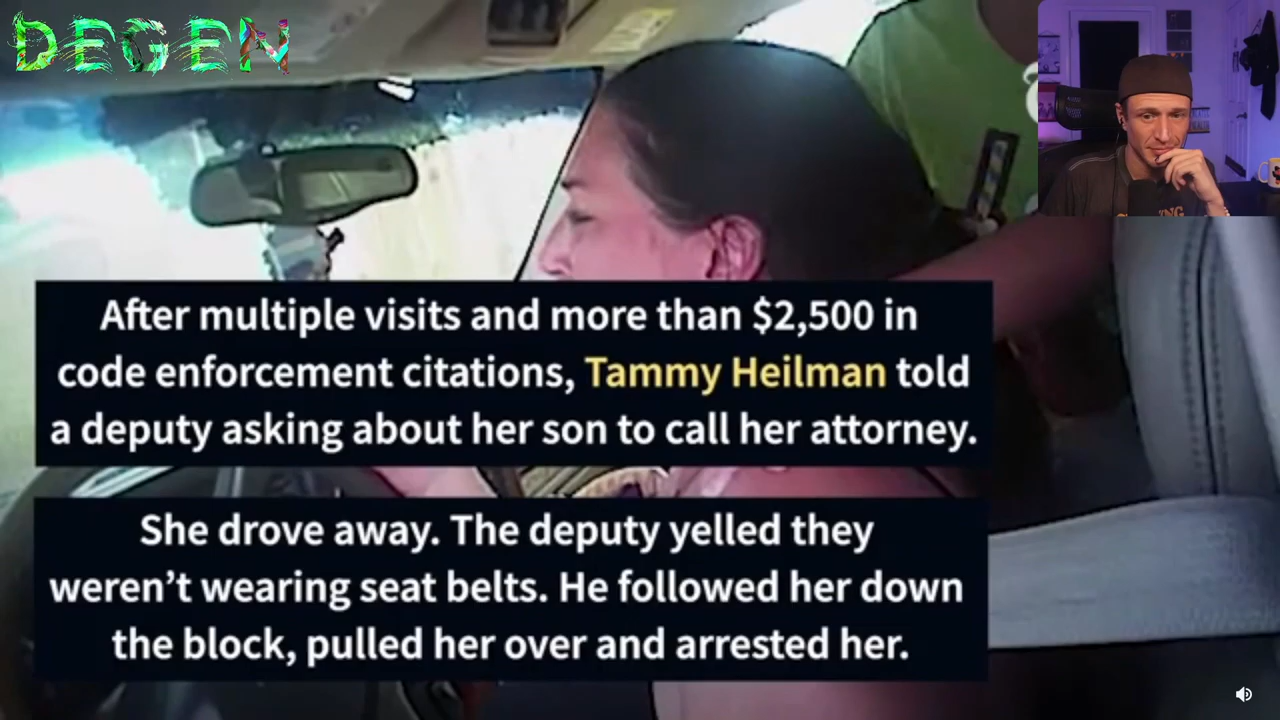 DEGEN
After multiple visits and more than $2,500 in
code enforcement citations, Tammy Heilman told
a deputy asking about her son to call her attorney.
She drove away. The deputy yelled they
weren't wearing seat belts. He followed her down
the block, pulled her over and arrested her.